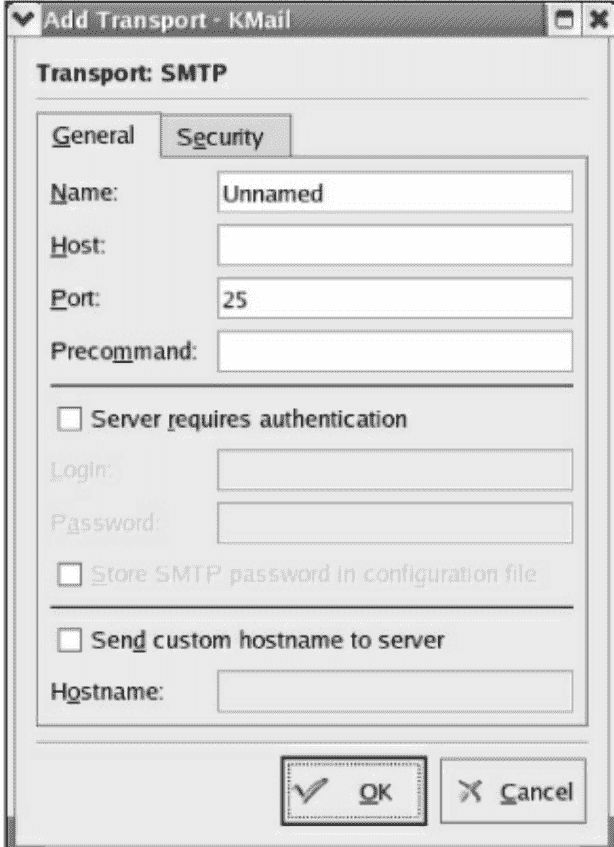 Add Transport - KMail
Transport: SMTP
General Security
Name: Unnamed
Host:
Port: 25
Precommand:
Server requires authentication
Login:
Password:
Store SMTP password in configuration file
Send custom hostname to server
Hostname:
OK Cancel